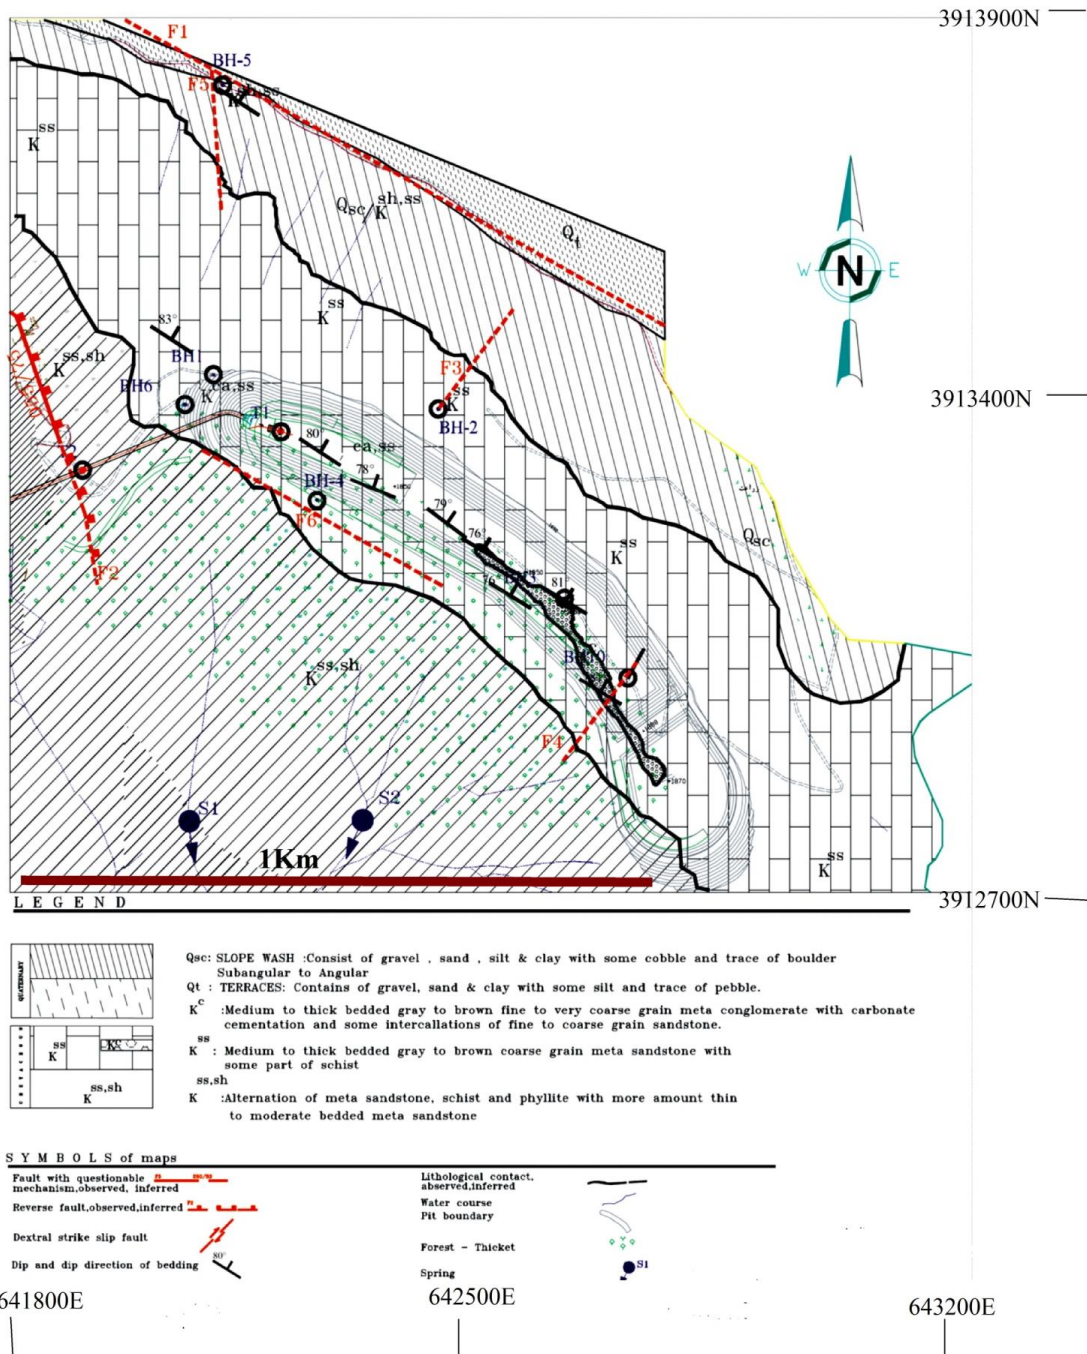 3913900N
F1
BH-5
F5
sh,ss
K
ss
K
sh,ss
Qsc/K
Qt
N
W
E
ss
K
83°
BH1
ss,sh
K
BH6
ca,ss
K
F3
ss
K
BH-2
3913400N
T1
80
ca,ss
78°
BH-4
F6
79°
76°
Qsc
ss
K
F2
76
81
ss,sh
K
F4
+1870
S1
S2
1Km
ss
K
3912700N
LEGEND
QUATERNARY
Qsc: SLOPE WASH :Consist of gravel , sand , silt & clay with some cobble and trace of boulder
Subangular to Angular
Qt : TERRACES: Contains of gravel, sand & clay with some silt and trace of pebble.
K^c :Medium to thick bedded gray to brown fine to very coarse grain meta conglomerate with carbonate
cementation and some intercallations of fine to coarse grain sandstone.
CRETACEOUS
ss
K
Kc
ss,sh
K
ss
K : Medium to thick bedded gray to brown coarse grain meta sandstone with
some part of schist
ss,sh
K :Alternation of meta sandstone, schist and phyllite with more amount thin
to moderate bedded meta sandstone
SYMBOLS of maps
Fault with questionable
mechanism,observed, inferred
Reverse fault,observed,inferred
Dextral strike slip fault
Dip and dip direction of bedding
80°
Lithological contact,
abserved,inferred
Water course
Pit boundary
Forest - Thicket
Spring
S1
641800E
642500E
643200E